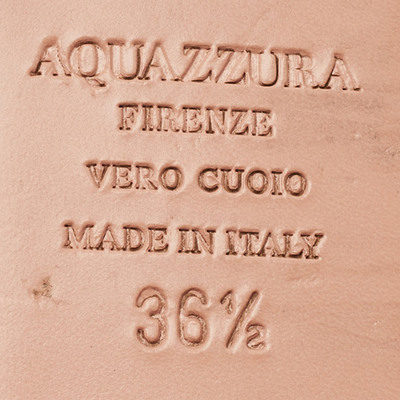 AQUAZZURA
FIRENZE
VERO CUOIO
MADE IN ITALY
36½